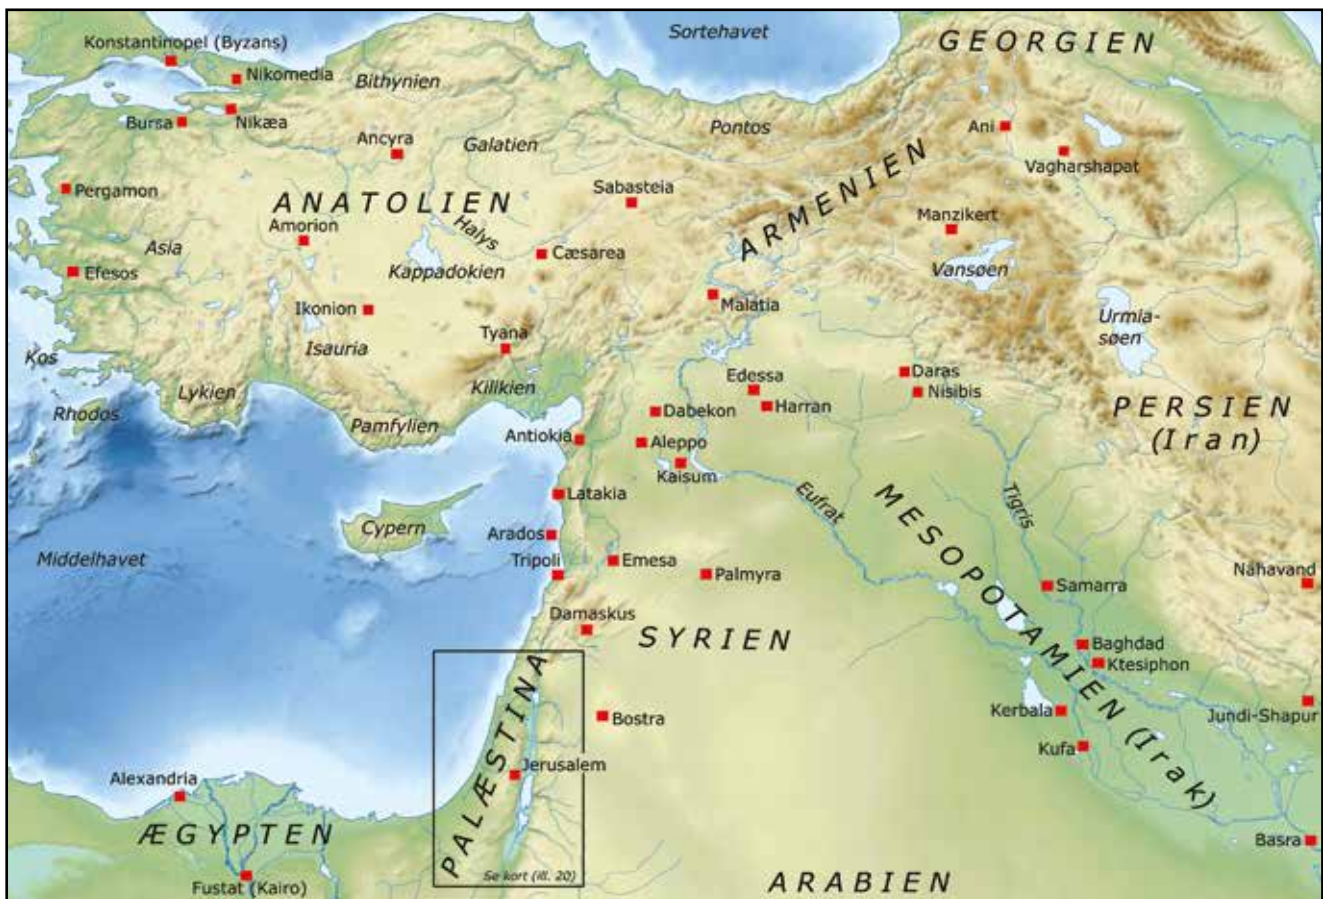 Sortehavet
GEORGIEN
Konstantinopel (Byzans)
Nikomedia
Bithynien
Bursa
Nikæa
Ancyra
Galatien
Pontos
Ani
Vagharshapat
Pergamon
ANATOLIEN
Sabasteia
ARMENIEN
Manzikert
Amorion
Halys
Asia
Kappadokien
Cæsarea
Vansøen
Efesos
Ikonion
Malatia
Urmia-
søen
Isauria
Tyana
Kos
Lykien
Kilikien
Edessa
Daras
Nisibis
Rhodos
Pamfylien
Dabekon
Harran
PERSIEN
(Iran)
Antiokia
Aleppo
Kaisum
Latakia
Eufrat
Tigris
MESOPOTAMIEN (Irak)
Cypern
Arados
Middelhavet
Tripoli
Emesa
Palmyra
Samarra
Nahavand
Damaskus
SYRIEN
Baghdad
Ktesiphon
PALÆSTINA
Bostra
Kerbala
Jundi-Shapur
Kufa
Jerusalem
Alexandria
ÆGYPTEN
Basra
Fustat (Kairo)
Se kort (ill. 20)
ARABIEN